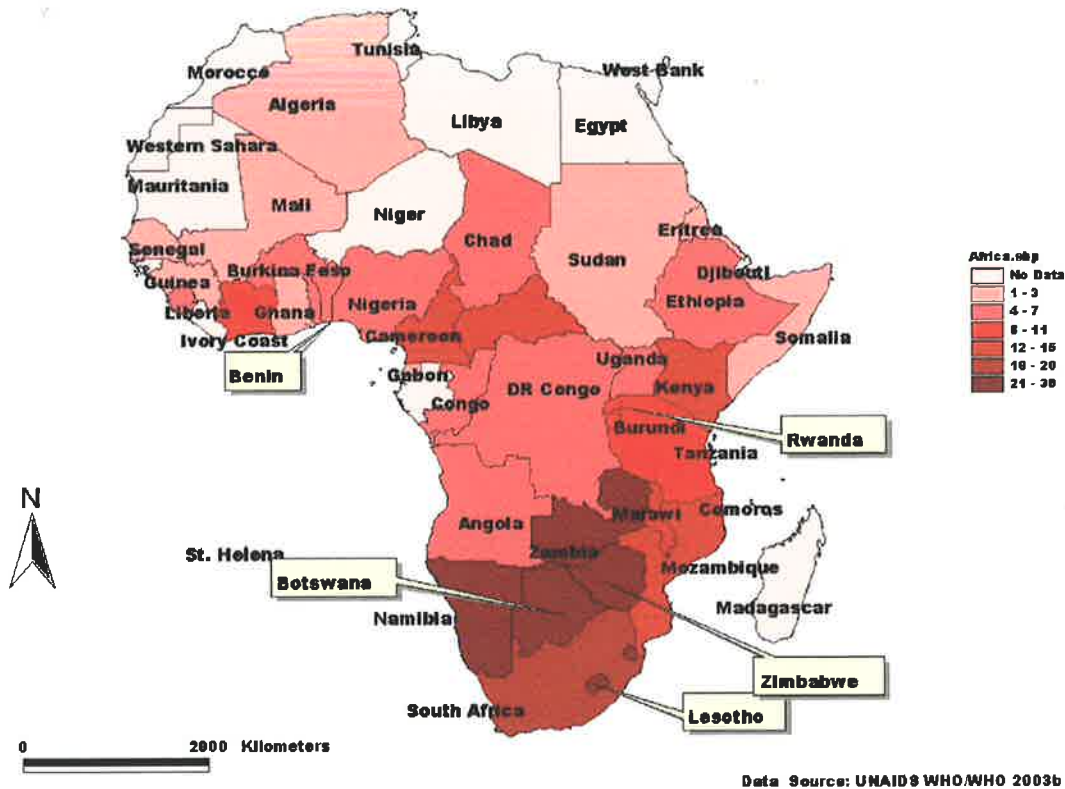 Tunisia
Morocco
West Bank
Algeria
Libya
Egypt
Western Sahara
Mauritania
Mali
Niger
Chad
Eritrea
Senegal
Sudan
Africa.shp
No Data
1 - 3
4 - 7
8 - 11
12 - 15
16 - 20
21 - 39
Burkina Faso
Djibouti
Guinea
Nigeria
Ethiopia
Liberia
Ghana
Cameroon
Somalia
Ivory Coast
Uganda
Benin
Gabon
DR Congo
Kenya
Congo
Burundi
Rwanda
Tanzania
N
Marawi
Comoros
Angola
St. Helena
Zambia
Botswana
Mozambique
Namibia
Madagascar
Zimbabwe
South Africa
Lesotho
0 2000 Kilometers
Data Source: UNAIDS WHO/WHO 2003b